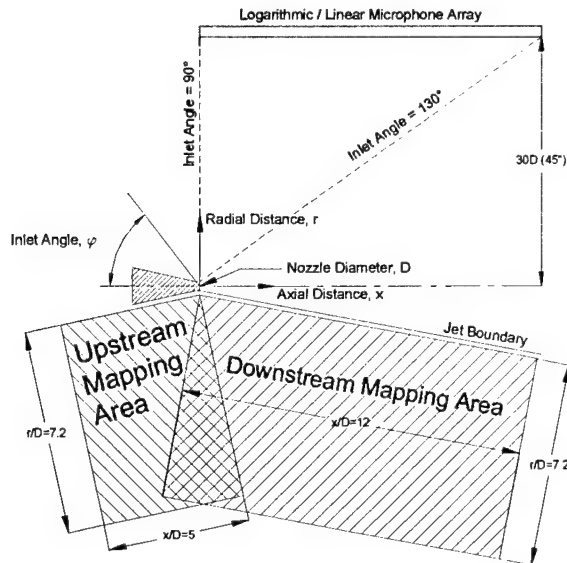 Logarithmic / Linear Microphone Array
Inlet Angle = 90°
Inlet Angle = 130°
30D (45")
Radial Distance, r
Inlet Angle, φ
Nozzle Diameter, D
Axial Distance, x
Jet Boundary
Upstream
Mapping
Area
Downstream Mapping Area
x/D=12
r/D=7.2
r/D=7.2
x/D=5